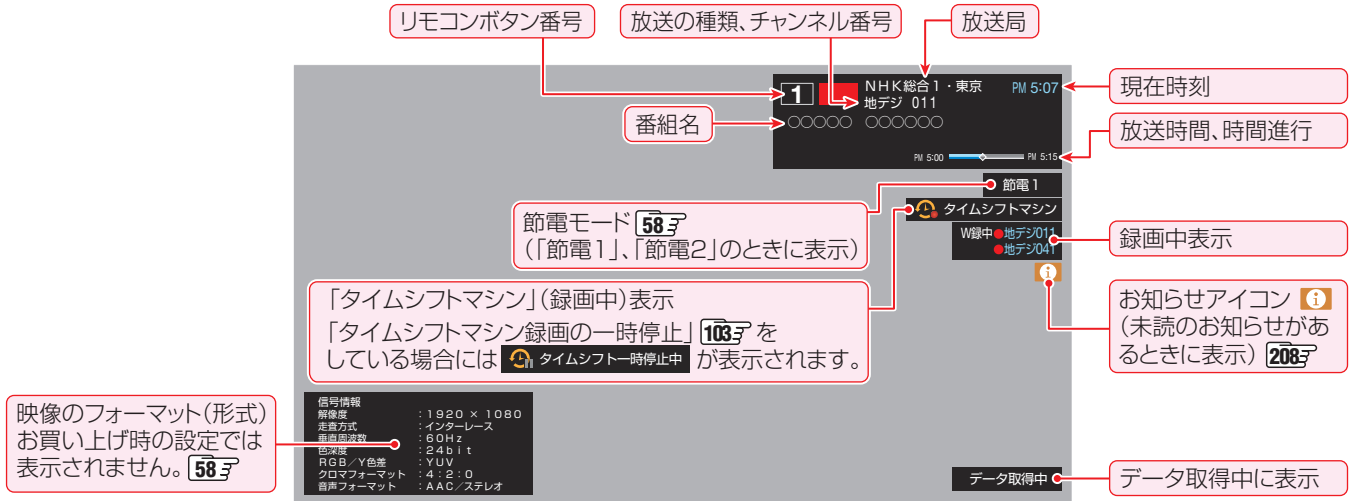 リモコンボタン番号
放送の種類、チャンネル番号
放送局
1
NHK総合1・東京
PM 5:07
地デジ 011
現在時刻
番組名
○○○○○ ○○○○○○
放送時間、時間進行
PM 5:00
PM 5:15
節電1
節電モード 58
(「節電1」、「節電2」のときに表示)
タイムシフトマシン
W録中●地デジ011
●地デジ041
録画中表示
「タイムシフトマシン」(録画中)表示
「タイムシフトマシン録画の一時停止」 103 を
している場合には タイムシフト一時停止中 が表示されます。
お知らせアイコン
(未読のお知らせがあ
るときに表示) 208
映像のフォーマット(形式)
お買い上げ時の設定では
表示されません。 58
信号情報
解像度 :1920 × 1080
走査方式 :インターレース
垂直周波数 :60Hz
色深度 :24bit
RGB/Y色差 :YUV
クロマフォーマット :4:2:0
音声フォーマット :AAC/ステレオ
データ取得中
データ取得中に表示